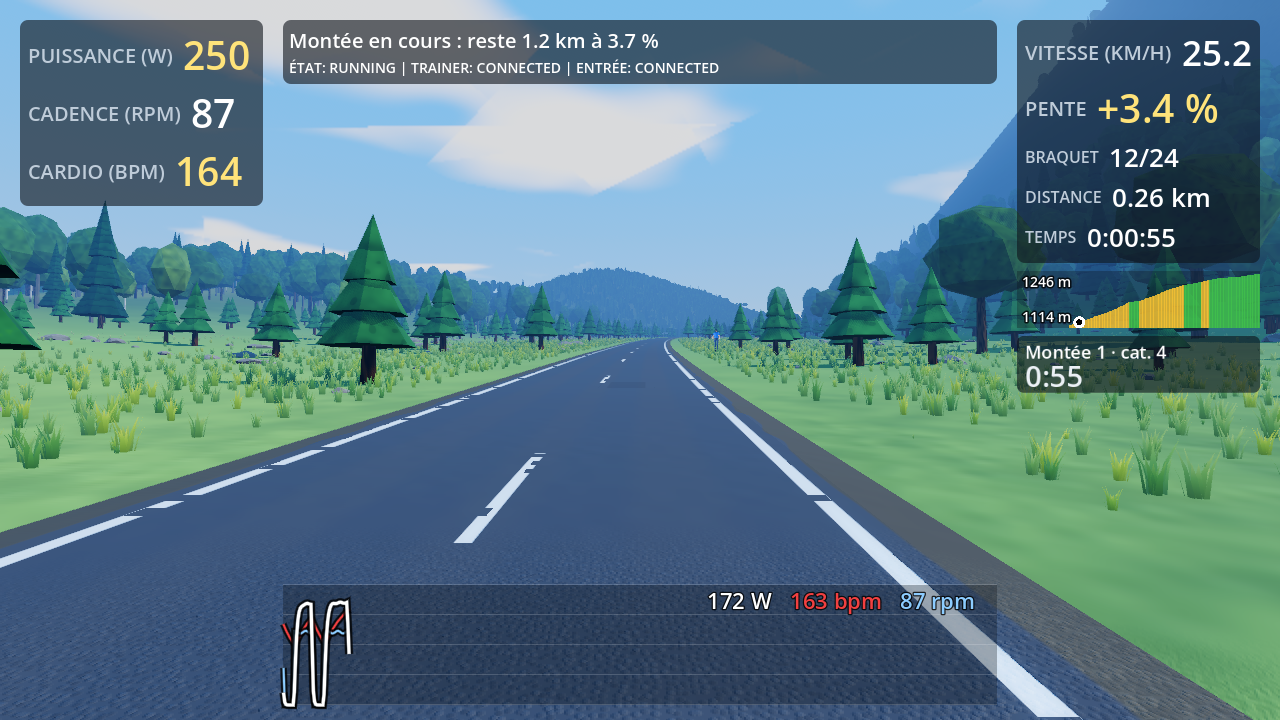 PUISSANCE (W) 250
CADENCE (RPM) 87
CARDIO (BPM) 164
Montée en cours : reste 1.2 km à 3.7 %
ÉTAT: RUNNING | TRAINER: CONNECTED | ENTRÉE: CONNECTED
VITESSE (KM/H) 25.2
PENTE +3.4 %
BRAQUET 12/24
DISTANCE 0.26 km
TEMPS 0:00:55
1246 m
1114 m
Montée 1 · cat. 4
0:55
172 W 163 bpm 87 rpm